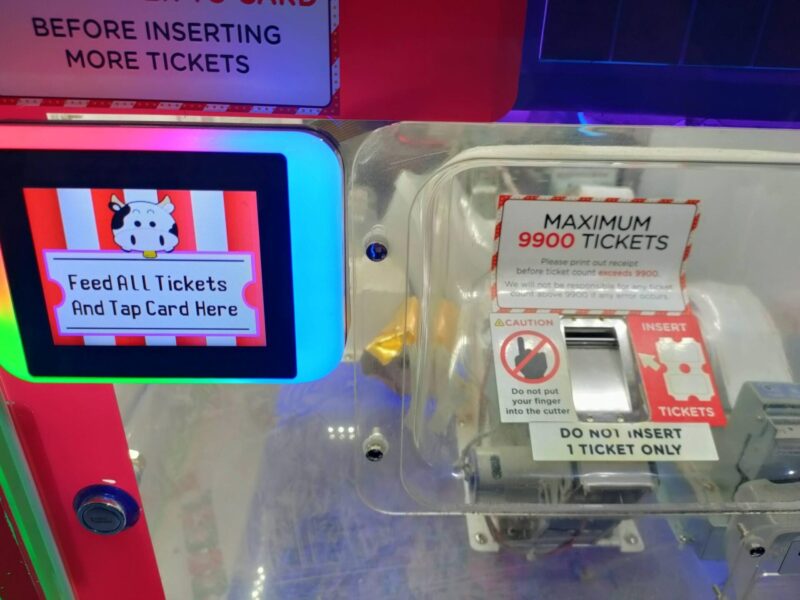 BEFORE INSERTING
MORE TICKETS
Feed All Tickets
And Tap Card Here
MAXIMUM
9900 TICKETS
Please print out receipt
before ticket count exceeds 9900.
We will not be responsible for any ticket
count above 9900 if any error occurs.
CAUTION
Do not put
your finger
into the cutter
INSERT
TICKETS
DO NOT INSERT
1 TICKET ONLY